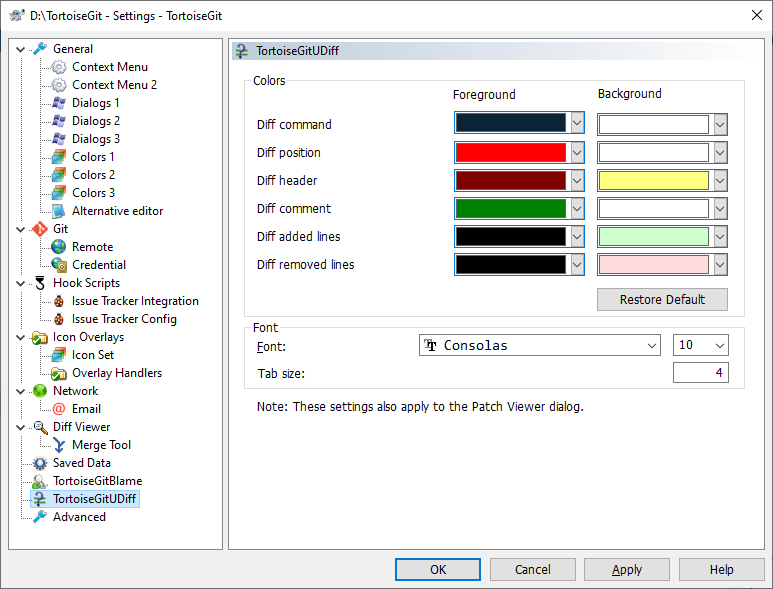 D:\TortoiseGit - Settings - TortoiseGit
General
Context Menu
Context Menu 2
Dialogs 1
Dialogs 2
Dialogs 3
Colors 1
Colors 2
Colors 3
Alternative editor
Git
Remote
Credential
Hook Scripts
Issue Tracker Integration
Issue Tracker Config
Icon Overlays
Icon Set
Overlay Handlers
Network
Email
Diff Viewer
Merge Tool
Saved Data
TortoiseGitBlame
TortoiseGitUDiff
Advanced
TortoiseGitUDiff
Colors
Foreground Background
Diff command
Diff position
Diff header
Diff comment
Diff added lines
Diff removed lines
Restore Default
Font
Font: Consolas 10
Tab size: 4
Note: These settings also apply to the Patch Viewer dialog.
OK Cancel Apply Help